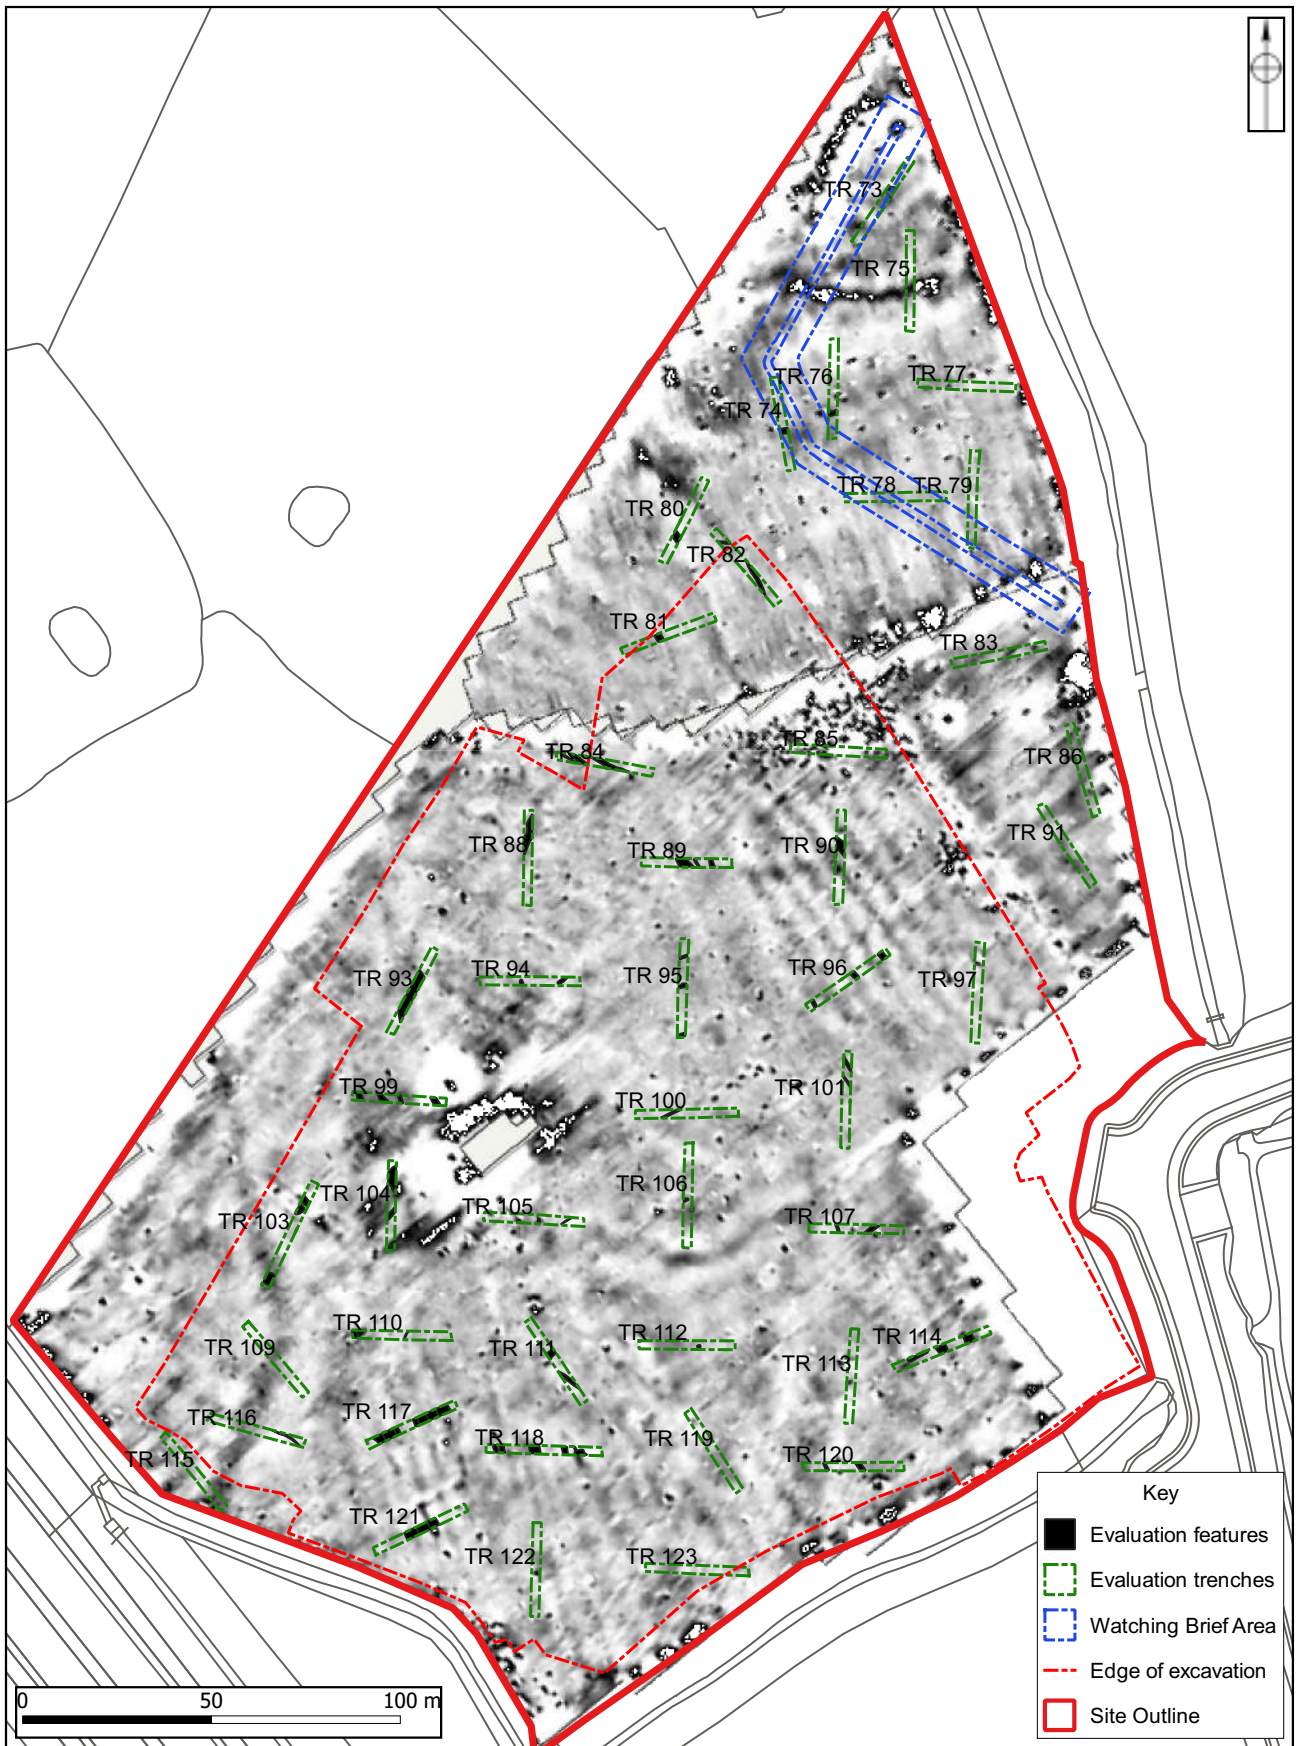 TR 73
TR 75
TR 76
TR 77
TR 74
TR 78
TR 79
TR 80
TR 82
TR 81
TR 83
TR 84
TR 85
TR 86
TR 88
TR 89
TR 90
TR 91
TR 93
TR 94
TR 95
TR 96
TR 97
TR 99
TR 100
TR 101
TR 103
TR 104
TR 105
TR 106
TR 107
TR 109
TR 110
TR 111
TR 112
TR 113
TR 114
TR 115
TR 116
TR 117
TR 118
TR 119
TR 120
TR 121
TR 122
TR 123
Key
Evaluation features
Evaluation trenches
Watching Brief Area
Edge of excavation
Site Outline
0 50 100 m